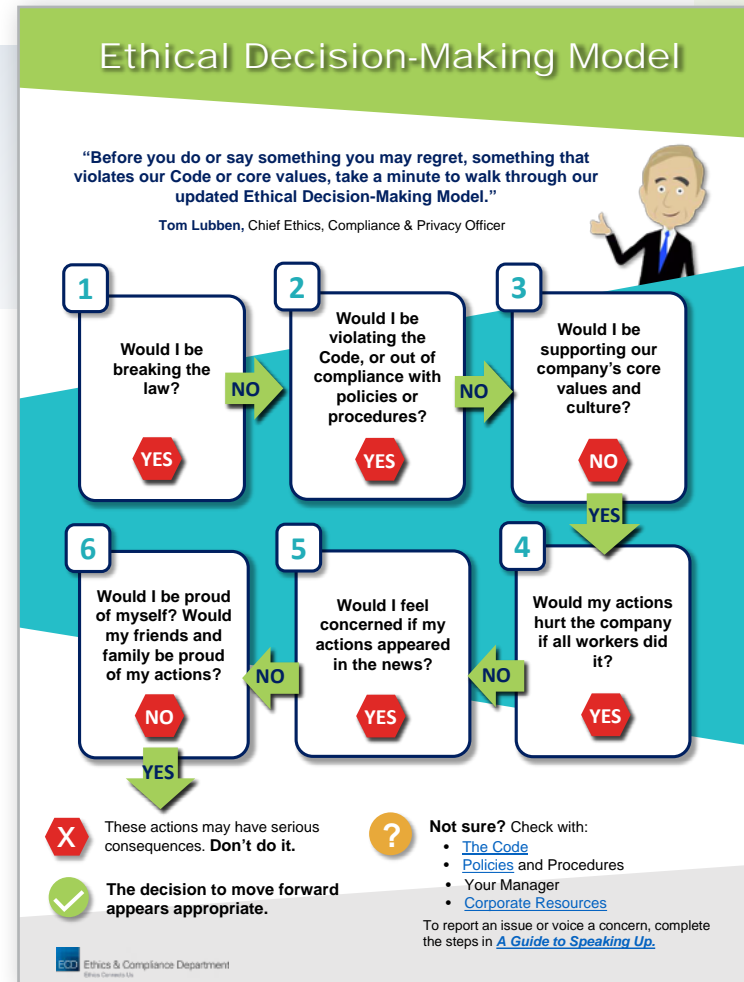 Ethical Decision-Making Model
“Before you do or say something you may regret, something that
violates our Code or core values, take a minute to walk through our
updated Ethical Decision-Making Model.”
Tom Lubben, Chief Ethics, Compliance & Privacy Officer
1
Would I be
breaking the
law?
YES
NO
2
Would I be
violating the
Code, or out of
compliance with
policies or
procedures?
YES
NO
3
Would I be
supporting our
company’s core
values and
culture?
NO
YES
4
Would my actions
hurt the company
if all workers did
it?
YES
NO
5
Would I feel
concerned if my
actions appeared
in the news?
YES
NO
6
Would I be proud
of myself? Would
my friends and
family be proud
of my actions?
NO
YES
X
These actions may have serious
consequences. Don’t do it.
The decision to move forward
appears appropriate.
?
Not sure? Check with:
• The Code
• Policies and Procedures
• Your Manager
• Corporate Resources
To report an issue or voice a concern, complete
the steps in A Guide to Speaking Up.
ECD Ethics & Compliance Department
Ethics Connects Us